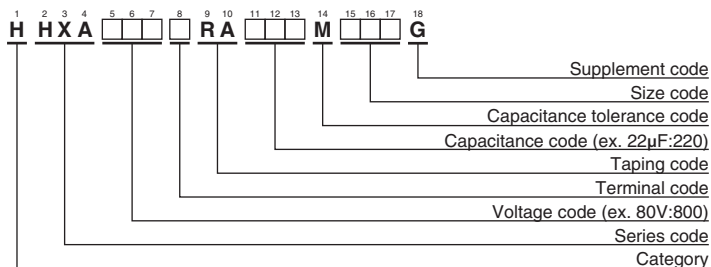 1 2 3 4 5 6 7 8 9 10 11 12 13 14 15 16 17 18
H HXA RA M G
Supplement code
Size code
Capacitance tolerance code
Capacitance code (ex. 22µF:220)
Taping code
Terminal code
Voltage code (ex. 80V:800)
Series code
Category